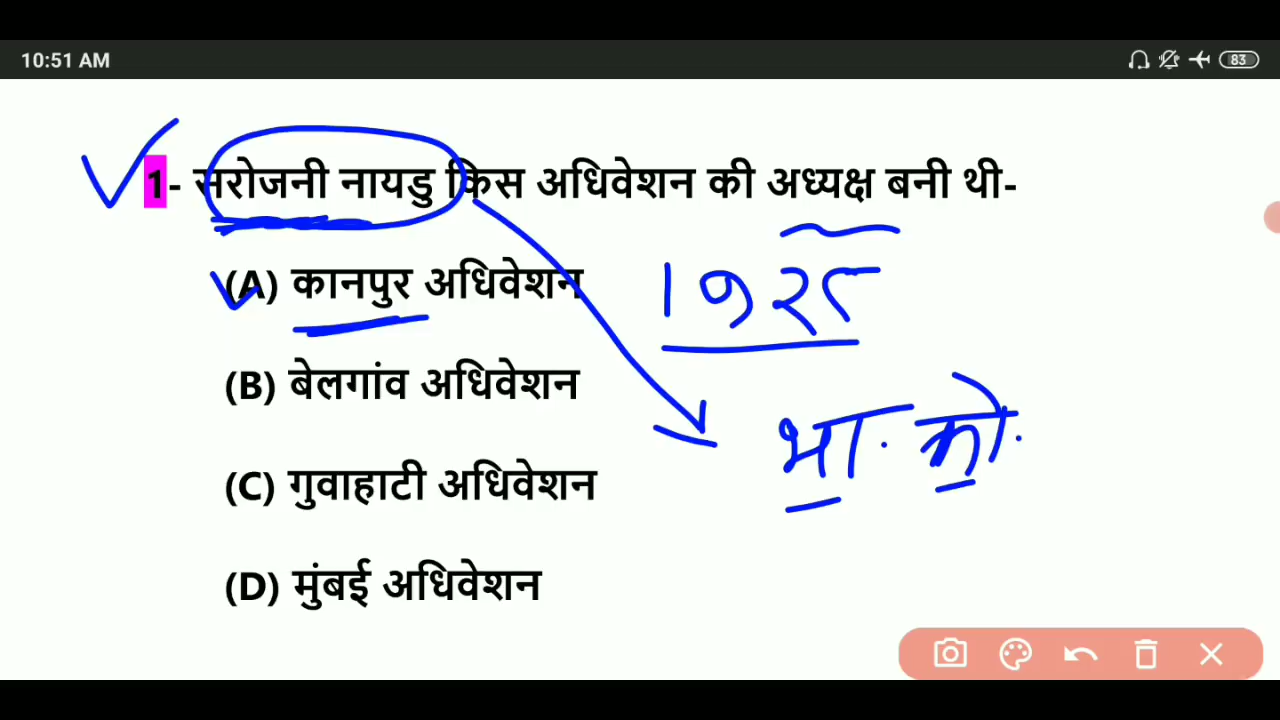 10:51 AM
83
1- सरोजनी नायडु किस अधिवेशन की अध्यक्ष बनी थी-
(A) कानपुर अधिवेशन
१९२५
(B) बेलगांव अधिवेशन
भा. को.
(C) गुवाहाटी अधिवेशन
(D) मुंबई अधिवेशन